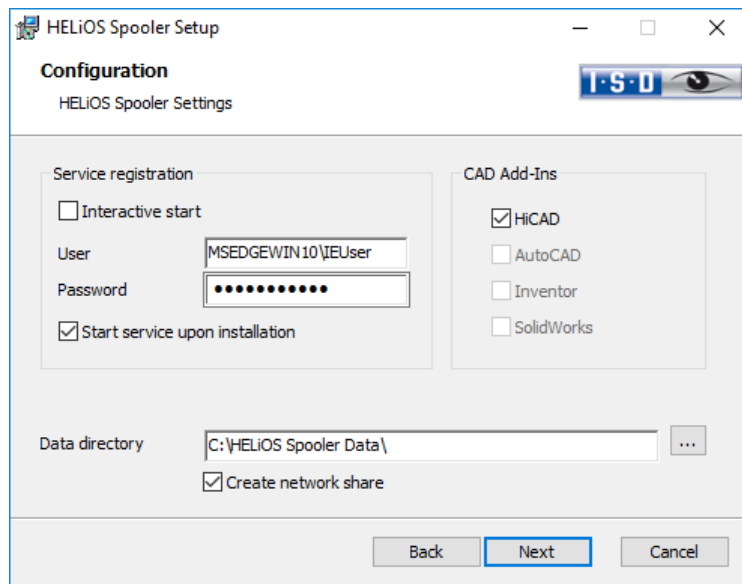 HELiOS Spooler Setup
Configuration
HELiOS Spooler Settings
I·S·D
Service registration
Interactive start
User
MSEDGEWIN10\IEUser
Password
●●●●●●●●●●●
Start service upon installation
CAD Add-Ins
HiCAD
AutoCAD
Inventor
SolidWorks
Data directory
C:\HELiOS Spooler Data\
...
Create network share
Back
Next
Cancel